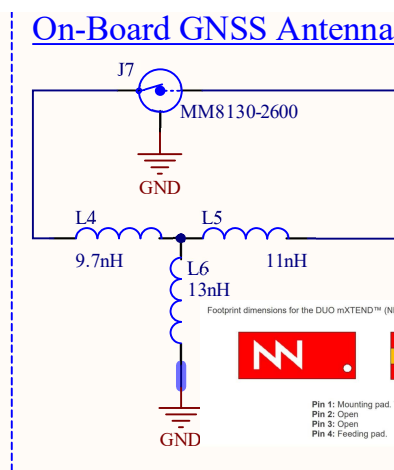 On-Board GNSS Antenna
J7
MM8130-2600
GND
L4
L5
9.7nH
L6
11nH
13nH
Footprint dimensions for the DUO mXTEND™ (N
Pin 1: Mounting pad.
Pin 2: Open
Pin 3: Open
Pin 4: Feeding pad.
GND